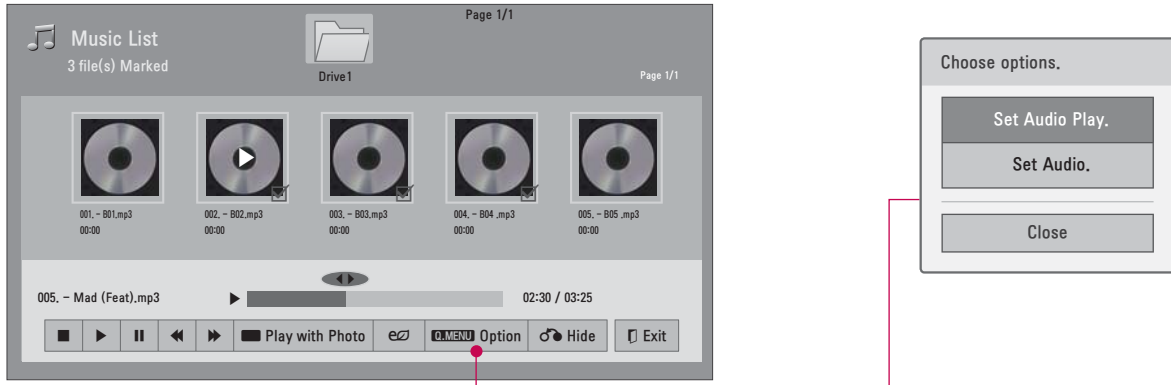 Page 1/1
Music List
3 file(s) Marked
Drive1
Page 1/1
001. – B01.mp3
00:00
002. – B02.mp3
00:00
003. – B03.mp3
00:00
004. – B04 .mp3
00:00
005. – B05 .mp3
00:00
005. – Mad (Feat).mp3
02:30 / 03:25
Play with Photo
Q.MENU Option
Hide
Exit
Choose options.
Set Audio Play.
Set Audio.
Close